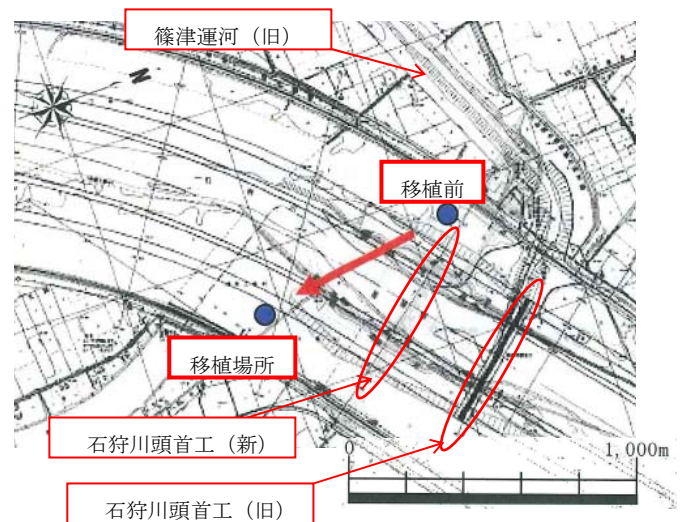 篠津運河（旧）
N
移植前
移植場所
石狩川頭首工（新）
0 1,000m
石狩川頭首工（旧）